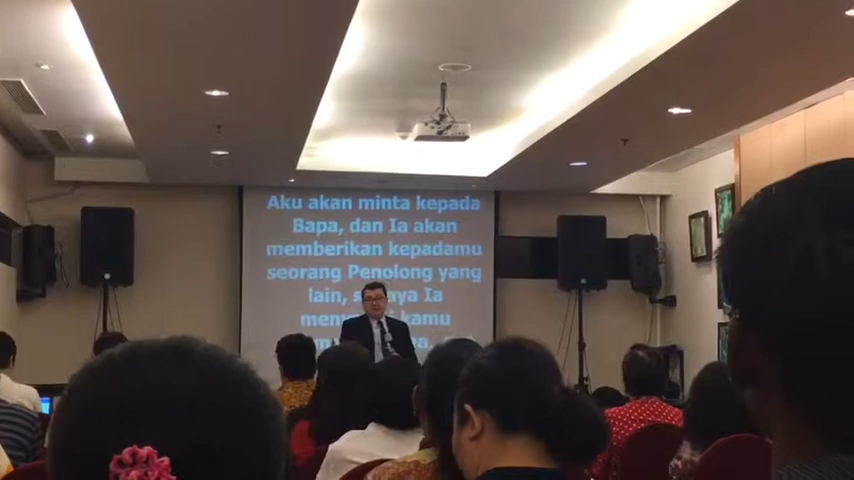 Aku akan minta kepada
Bapa, dan Ia akan
memberikan kepadamu
seorang Penolong yang
lain, Ia
kamu